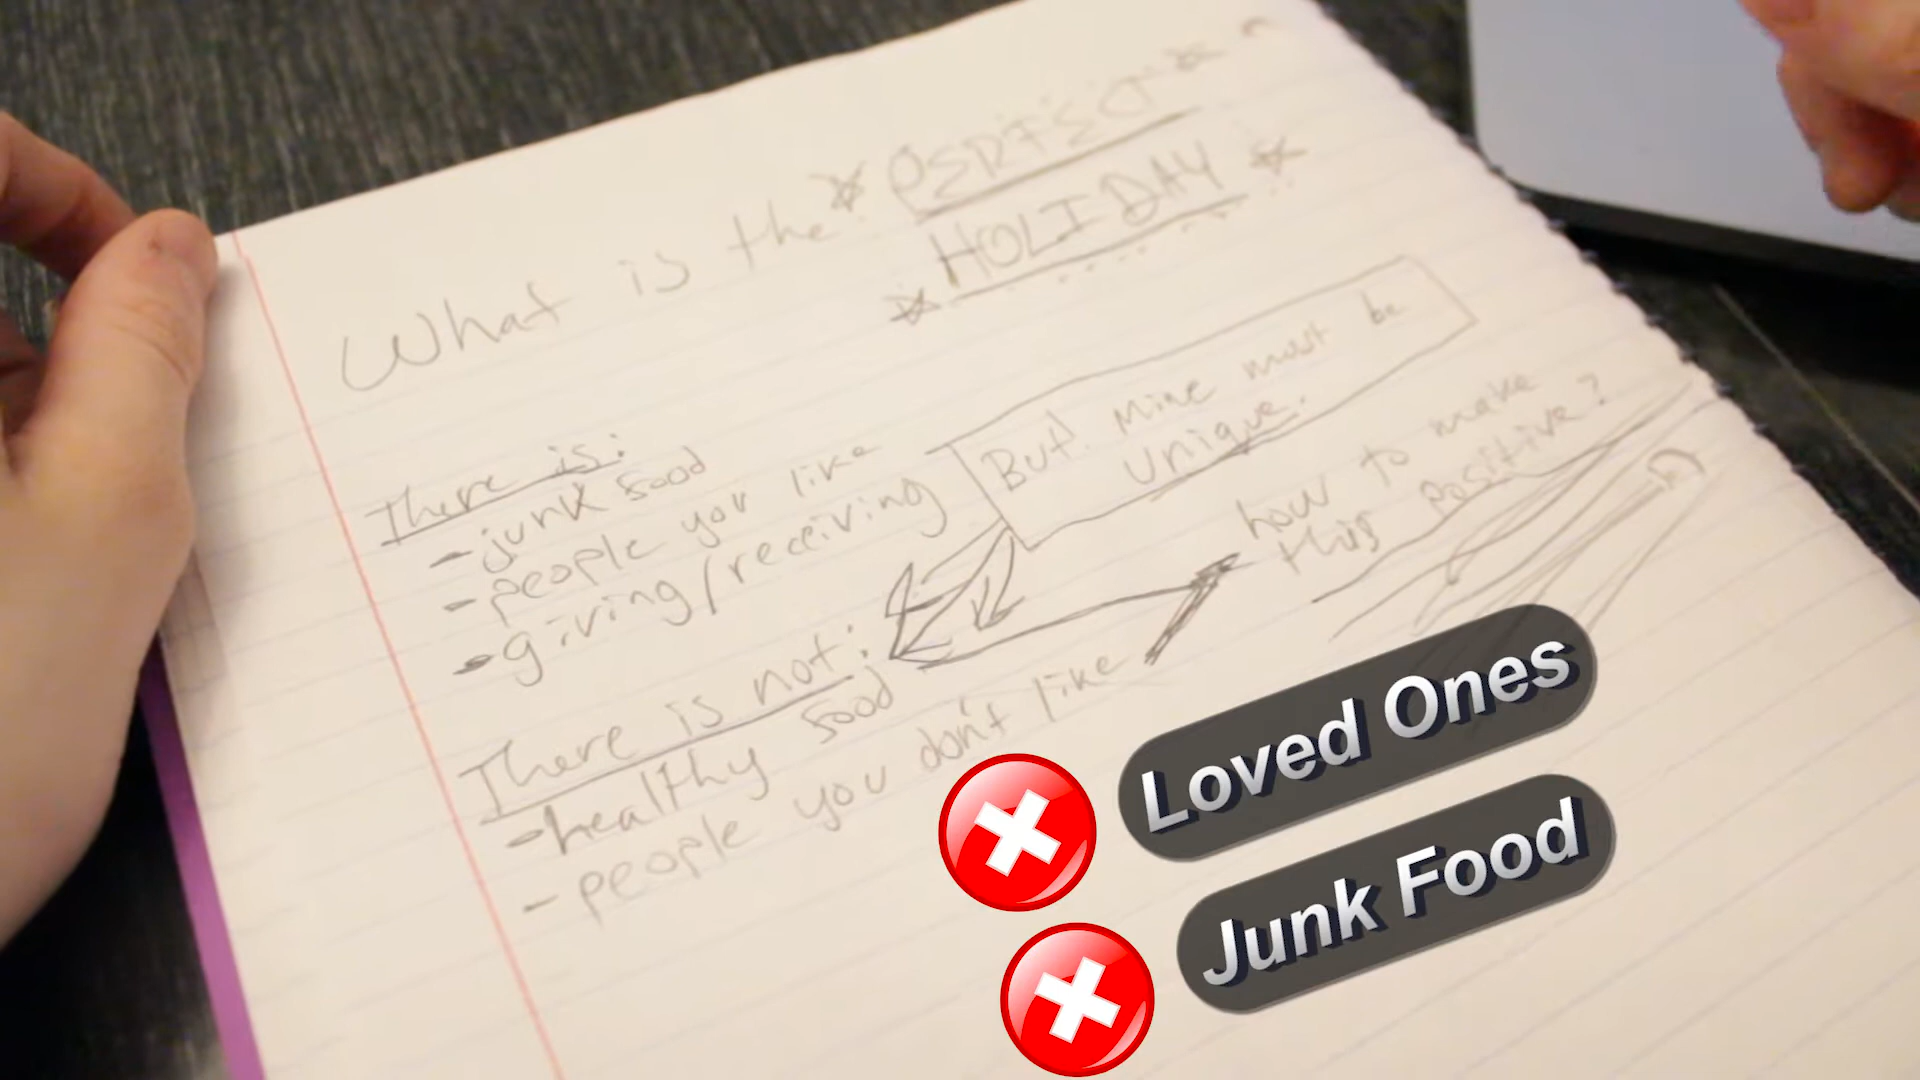 What is the PERFECT
HOLIDAY
But Mine must be
unique.
how to make
this positive?
There is:
- junk food
- people you like
- giving/receiving
There is not:
- healthy food
- people you don't like
Loved Ones
Junk Food